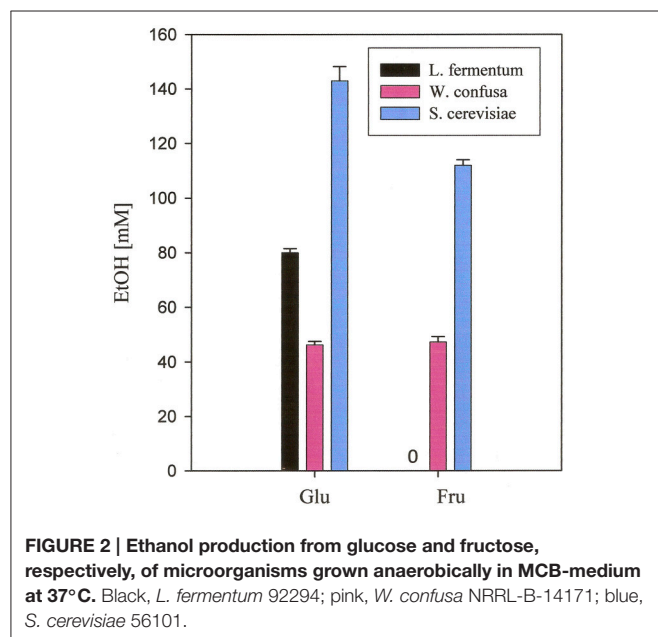 160
140
120
100
80
60
40
20
0
EtOH [mM]
L. fermentum
W. confusa
S. cerevisiae
0
Glu
Fru
FIGURE 2 | Ethanol production from glucose and fructose,
respectively, of microorganisms grown anaerobically in MCB-medium
at 37°C. Black, L. fermentum 92294; pink, W. confusa NRRL-B-14171; blue,
S. cerevisiae 56101.